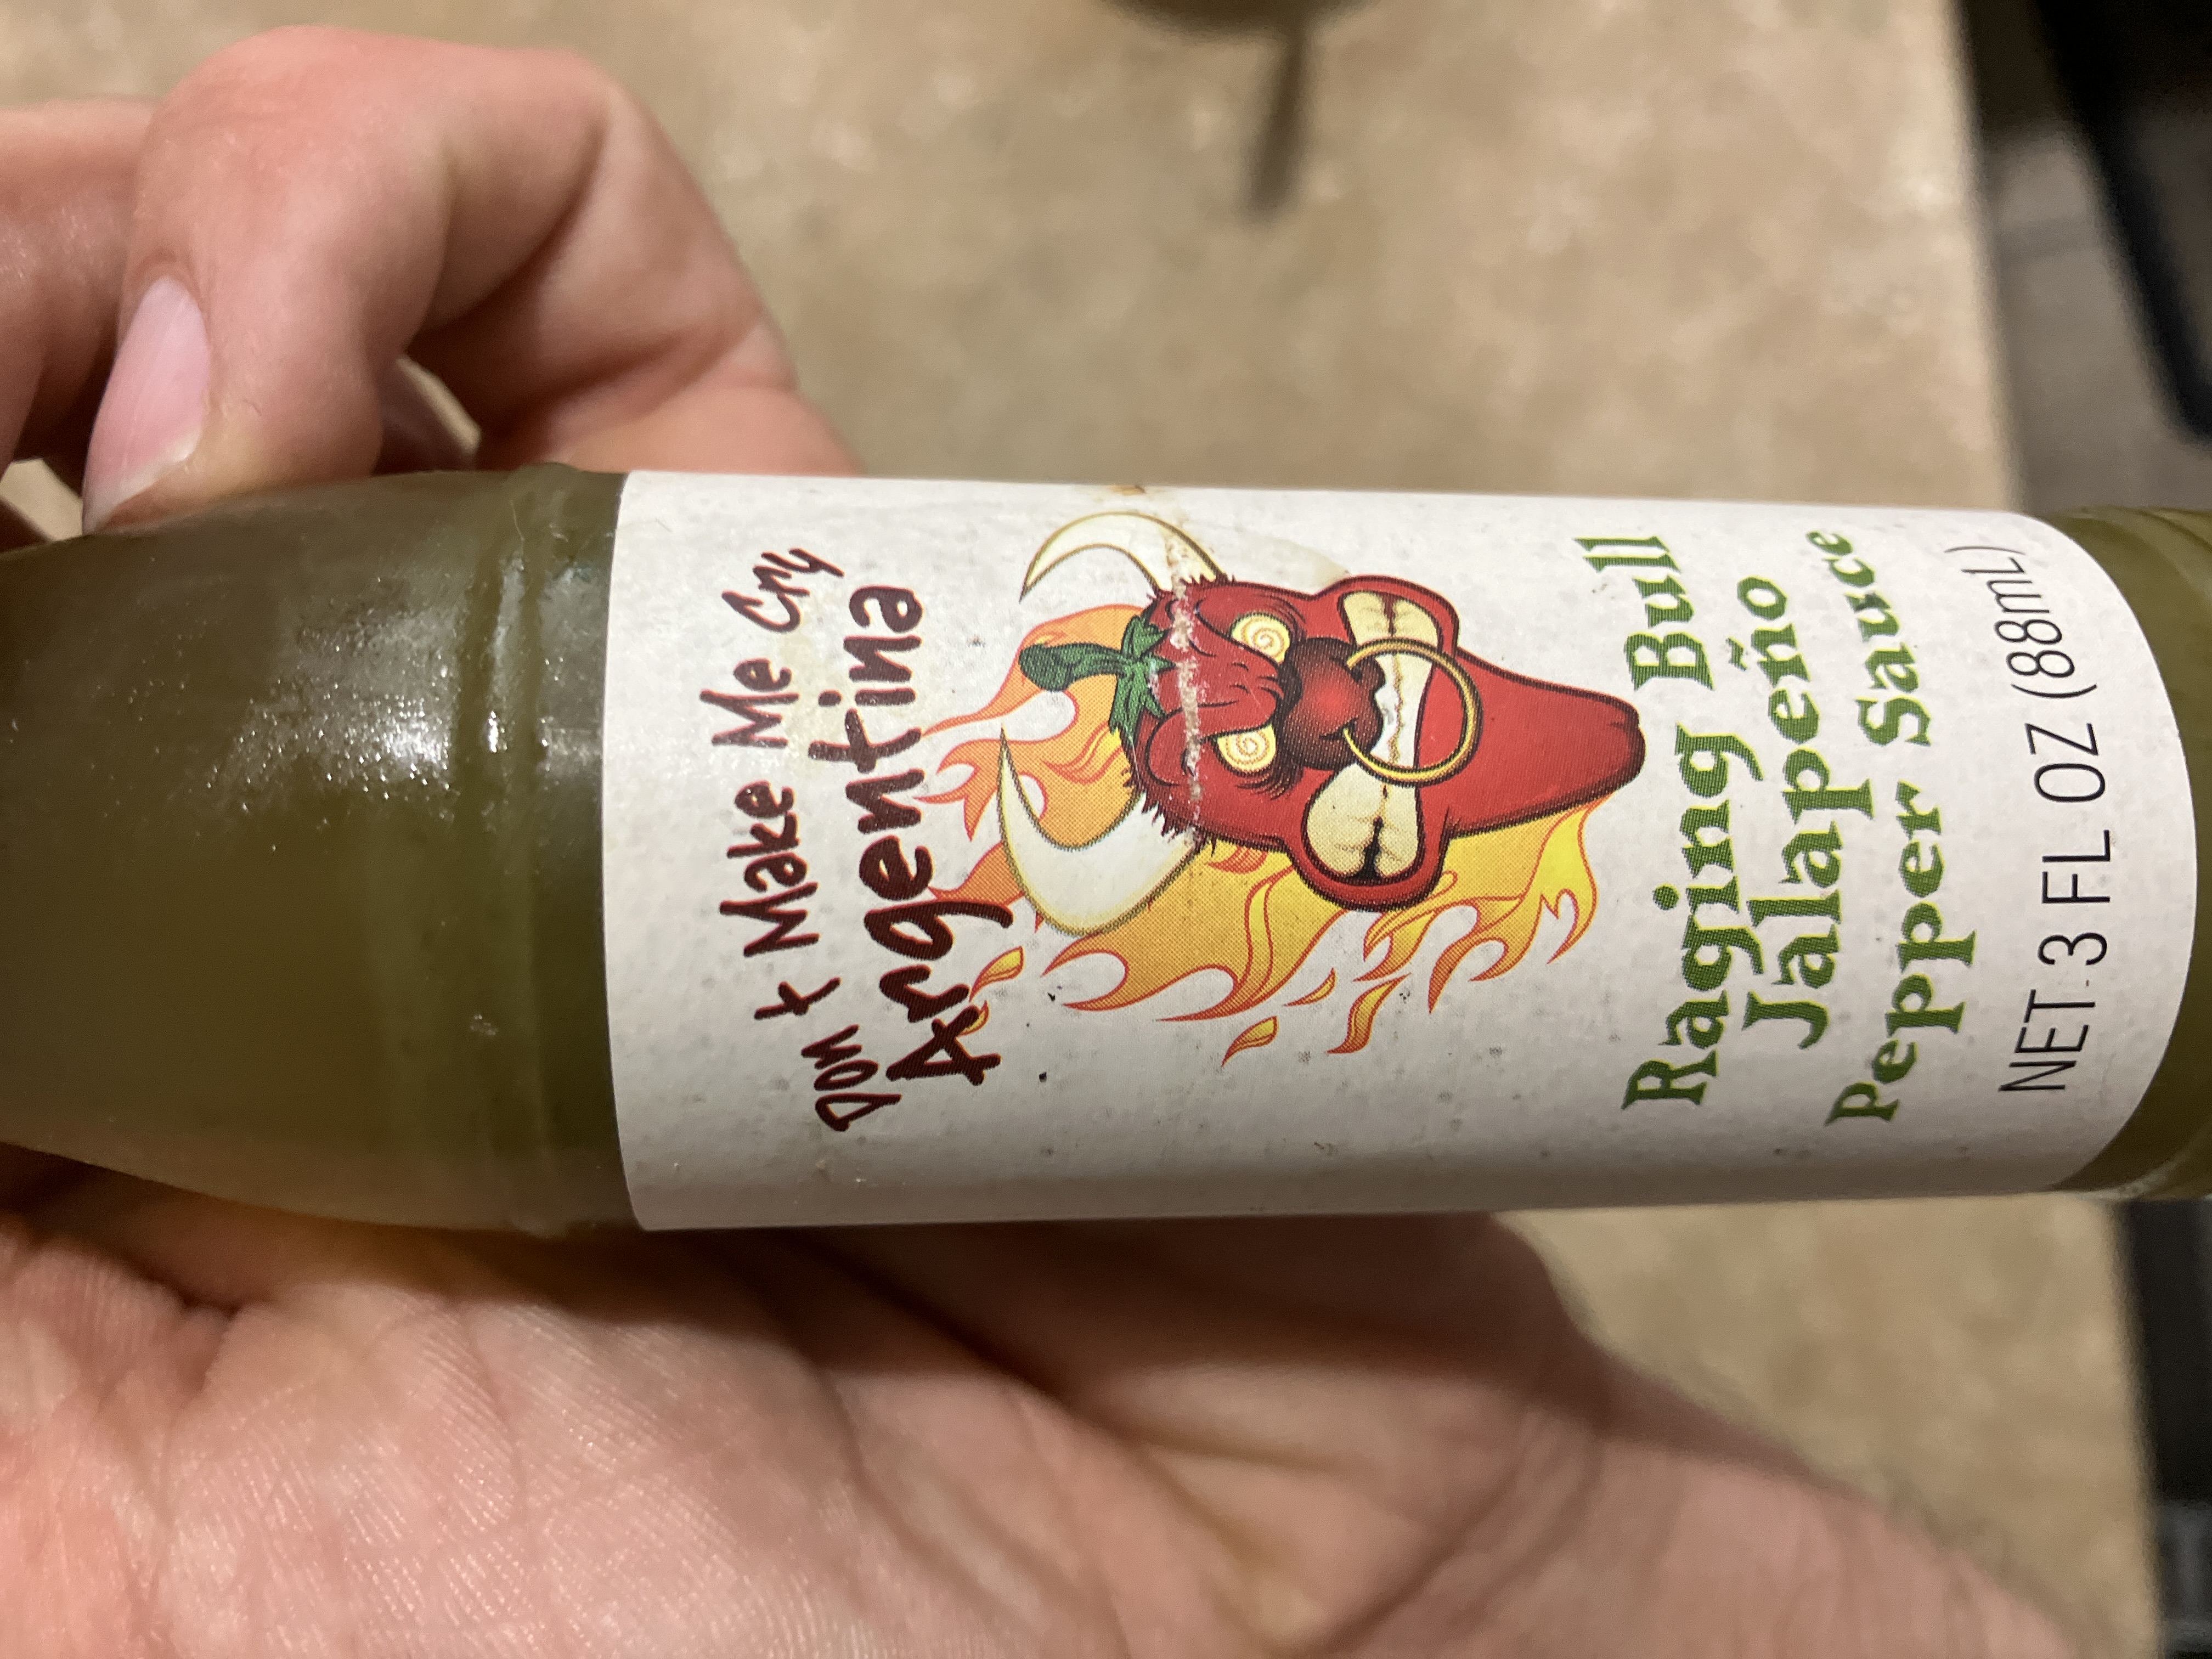 Don t Make Me Cry
Argentina
Raging Bull
Jalapeño
Pepper Sauce
NET 3 FL OZ (88mL)